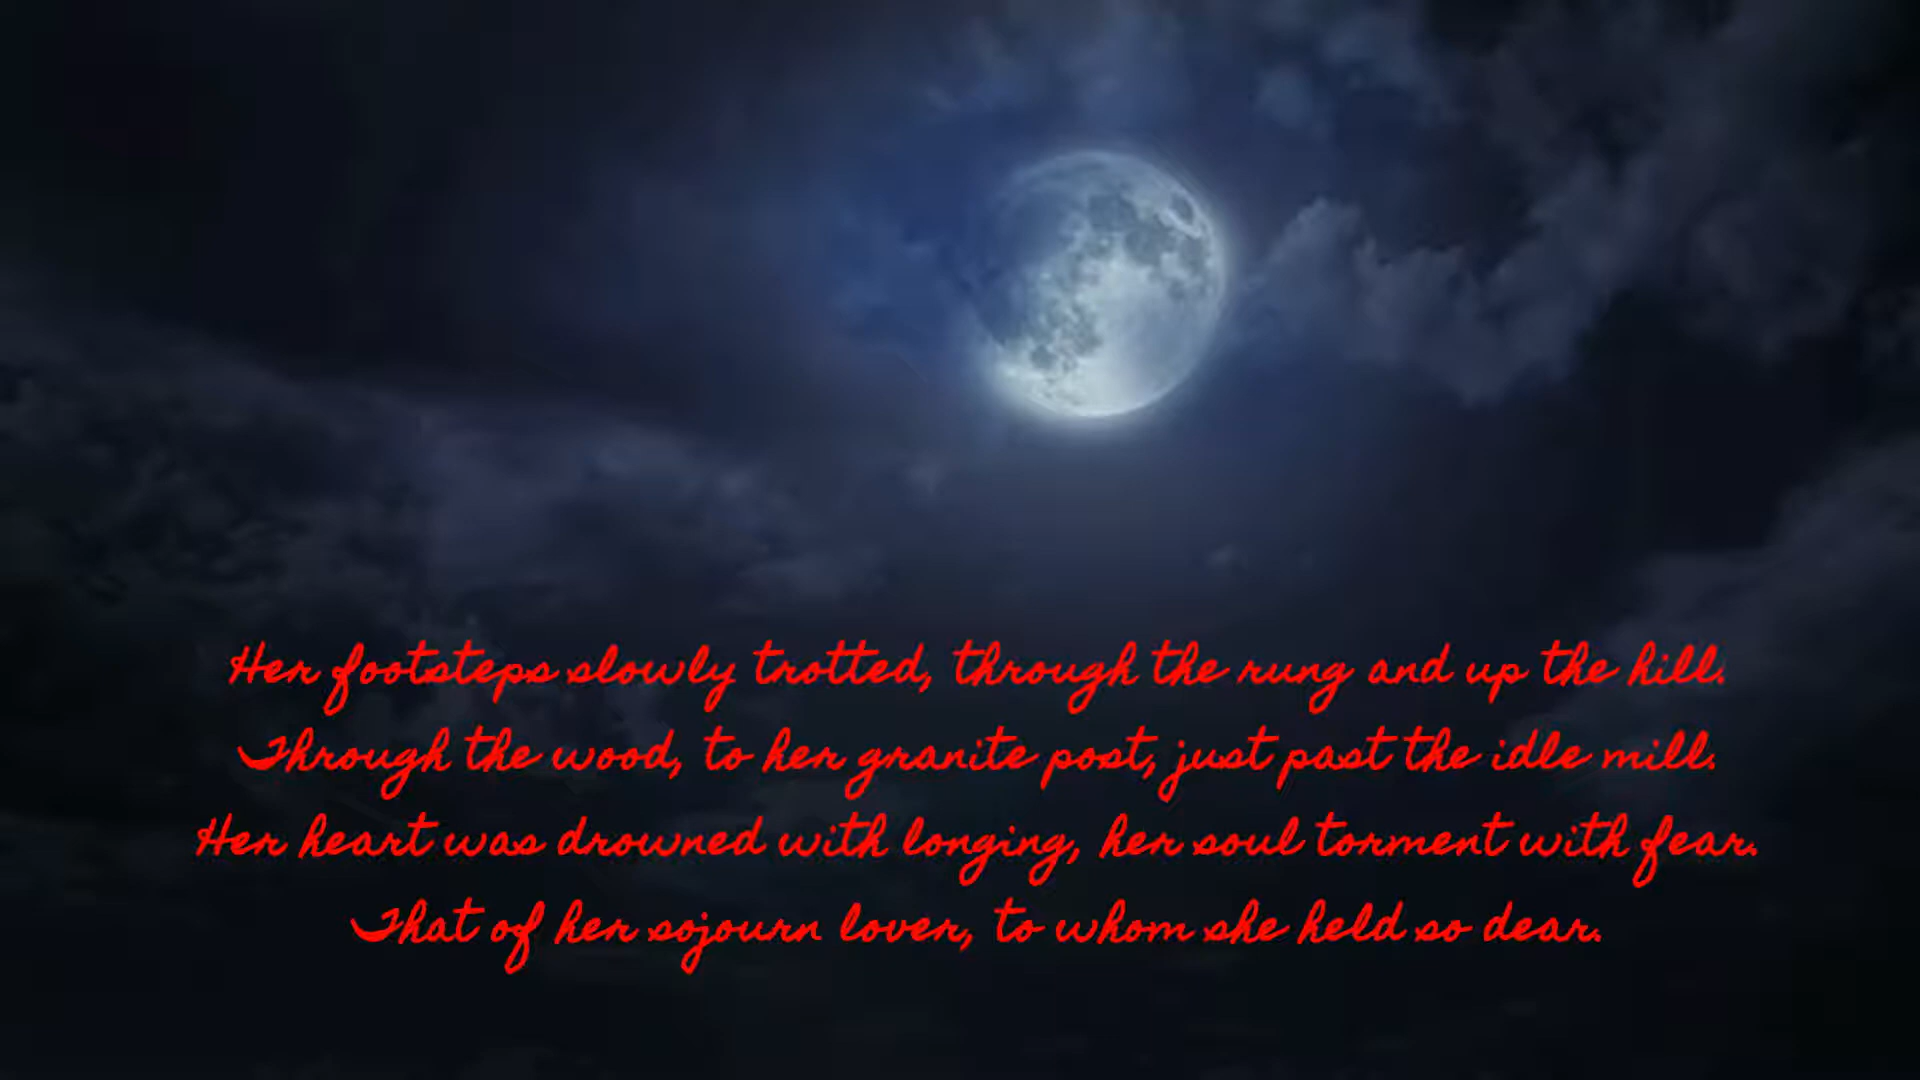 Her footsteps slowly trotted, through the rung and up the hill.
Through the wood, to her granite post, just past the idle mill.
Her heart was drowned with longing, her soul torment with fear.
That of her sojourn lover, to whom she held so dear.